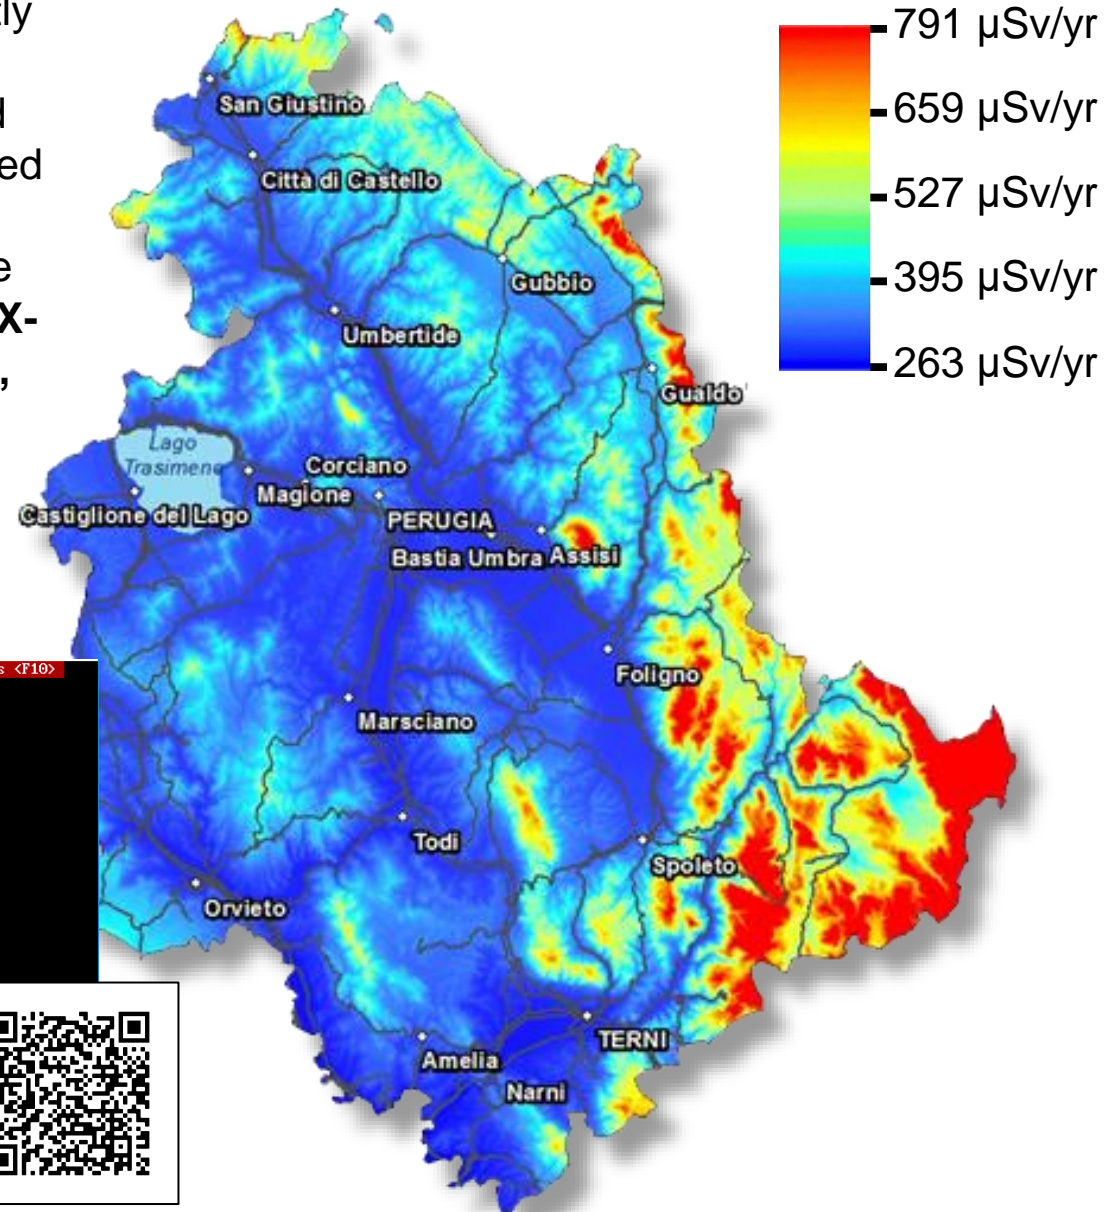 tly
d
ed
e
X-
,
791 µSv/yr
659 µSv/yr
527 µSv/yr
395 µSv/yr
263 µSv/yr
San Giustino
Città di Castello
Gubbio
Umbertide
Gualdo
Lago
Trasimeno
Corciano
Magione
Castiglione del Lago
PERUGIA
Bastia Umbra
Assisi
Foligno
s <F10>
Marsciano
Todi
Spoleto
Orvieto
TERNI
Amelia
Narni